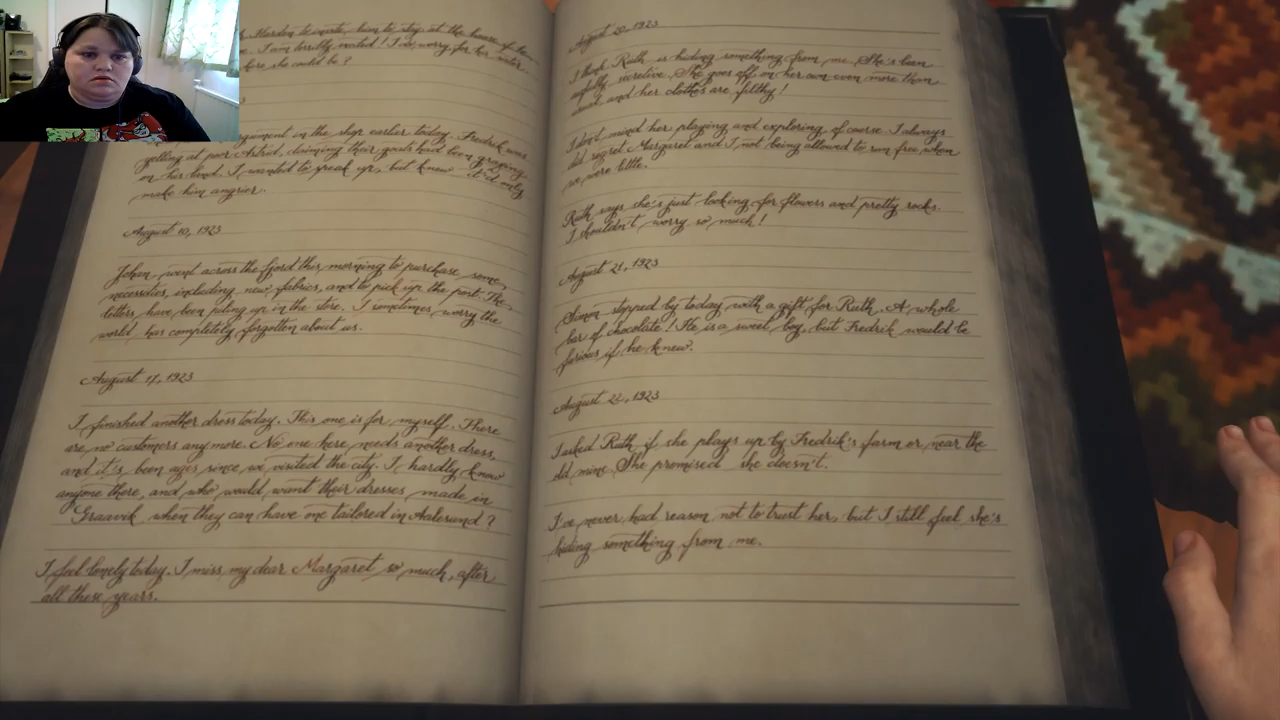 Harden to invite him to stay at the house of
I am terribly excited! I do worry for her sister.
here she could be?
argument in the shop earlier today. Fredrik was
yelling at poor Astrid, claiming their goats had been grazing
on her land. I wanted to speak up, but knew it'd only
make him angrier.
August 10, 1923
Johan went across the fjord this morning to purchase some
necessities, including new fabrics, and to pick up the post. The
letters have been piling up in the store. I sometimes worry the
world has completely forgotten about us.
August 17, 1923
I finished another dress today. This one is for myself. There
are no customers anymore. No one here needs another dress,
and it's been ages since we visited the city. I hardly know
anyone there, and who would want their dresses made in
Graavik when they can have one tailored in Aalesund?
I feel lonely today. I miss my dear Margaret so much, after
all these years.
August 20, 1923
I think Ruth is hiding something from me. She's been
awfully secretive. She goes off on her own even more than
usual and her clothes are filthy!
I don't mind her playing and exploring, of course. I always
did regret Margaret and I not being allowed to run free when
we were little.
Ruth says she's just looking for flowers and pretty rocks.
I shouldn't worry so much!
August 21, 1923
Simon stopped by today with a gift for Ruth. A whole
bar of chocolate! He is a sweet boy, but Fredrik would be
furious if he knew.
August 22, 1923
I asked Ruth if she plays up by Fredrik's farm or near the
old mine. She promised she doesn't.
I've never had reason not to trust her, but I still feel she's
hiding something from me.